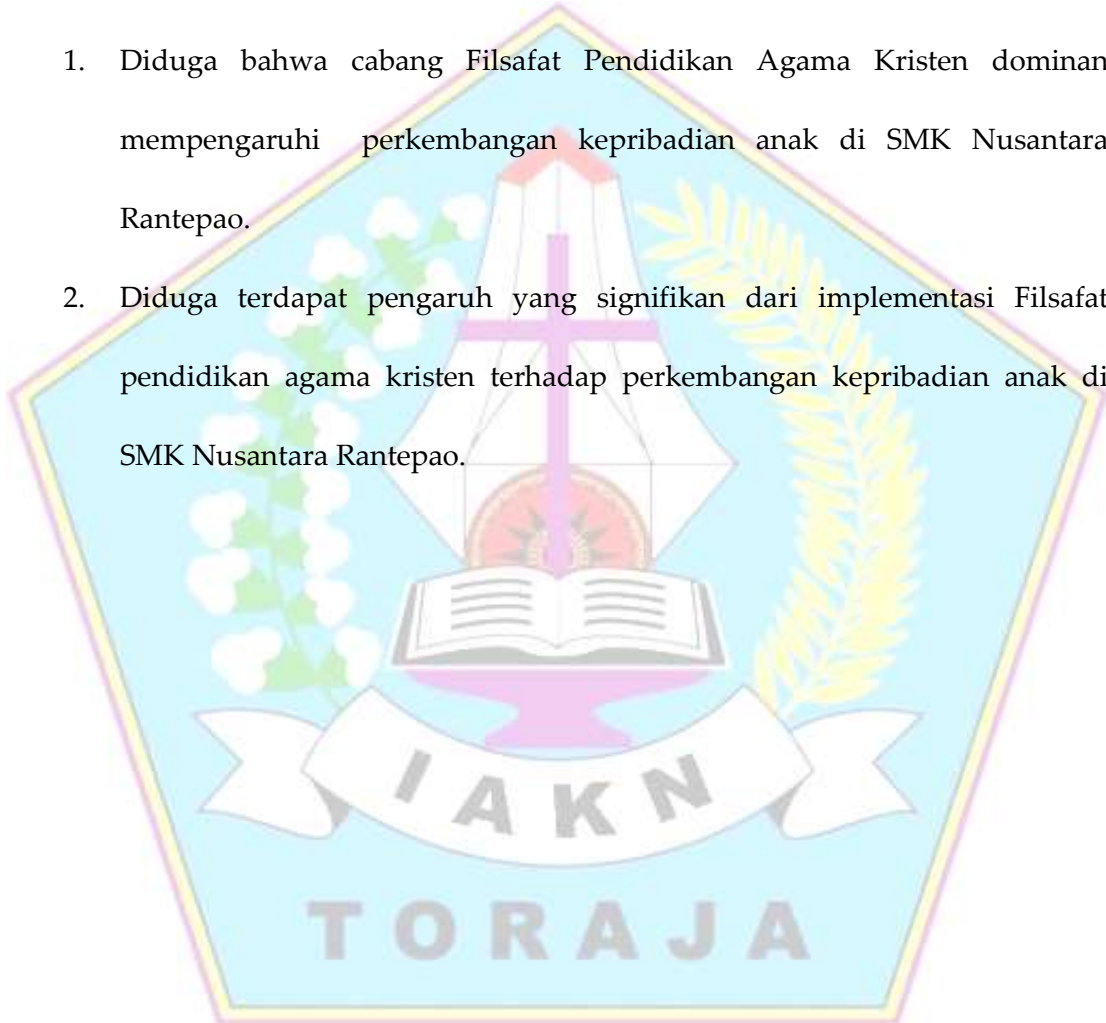 1. Diduga bahwa cabang Filsafat Pendidikan Agama Kristen dominan
mempengaruhi perkembangan kepribadian anak di SMK Nusantara
Rantepao.
2. Diduga terdapat pengaruh yang signifikan dari implementasi Filsafat
pendidikan agama kristen terhadap perkembangan kepribadian anak di
SMK Nusantara Rantepao.
IAKN
TORAJA